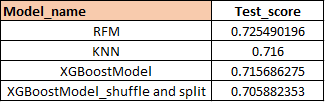 Model_name Test_score
RFM 0.725490196
KNN 0.716
XGBoostModel 0.715686275
XGBoostModel_shuffle and split 0.705882353